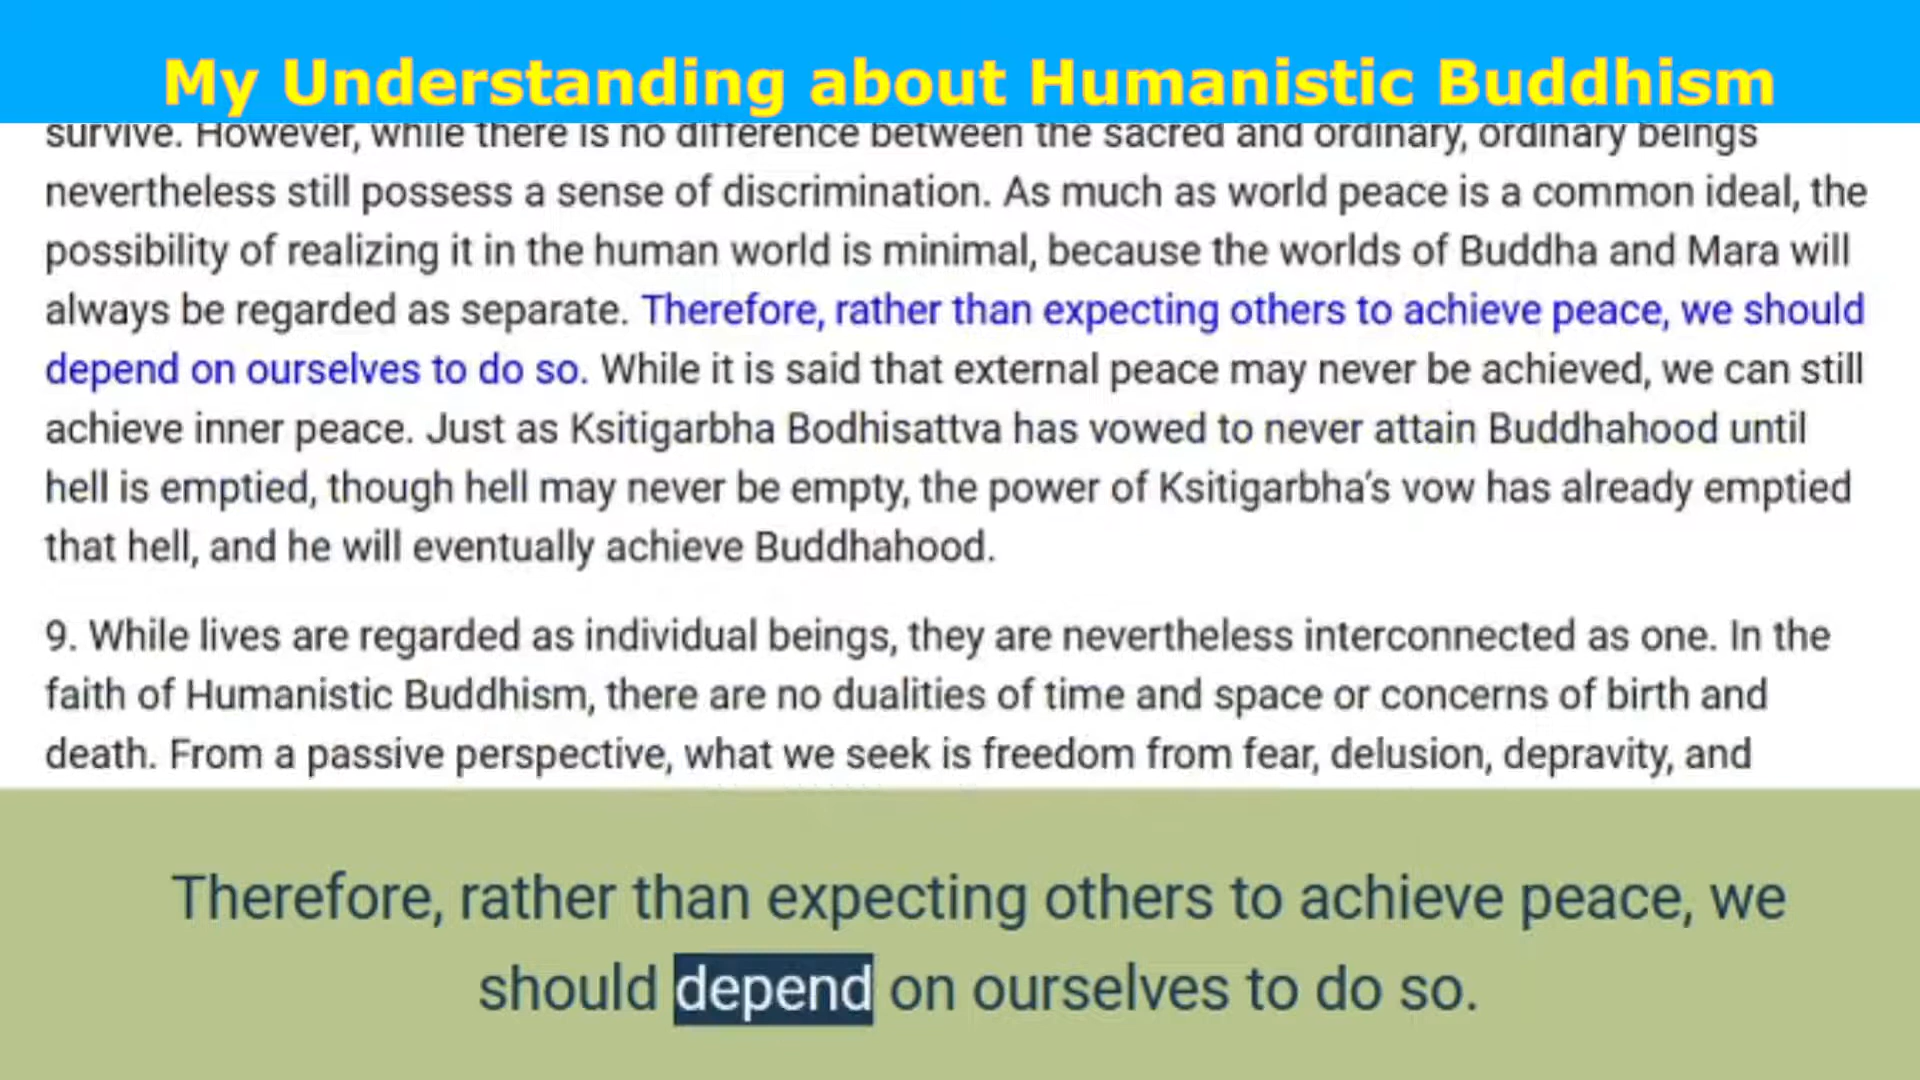 My Understanding about Humanistic Buddhism
survive. However, while there is no difference between the sacred and ordinary, ordinary beings
nevertheless still possess a sense of discrimination. As much as world peace is a common ideal, the
possibility of realizing it in the human world is minimal, because the worlds of Buddha and Mara will
always be regarded as separate. Therefore, rather than expecting others to achieve peace, we should
depend on ourselves to do so. While it is said that external peace may never be achieved, we can still
achieve inner peace. Just as Ksitigarbha Bodhisattva has vowed to never attain Buddhahood until
hell is emptied, though hell may never be empty, the power of Ksitigarbha's vow has already emptied
that hell, and he will eventually achieve Buddhahood.
9. While lives are regarded as individual beings, they are nevertheless interconnected as one. In the
faith of Humanistic Buddhism, there are no dualities of time and space or concerns of birth and
death. From a passive perspective, what we seek is freedom from fear, delusion, depravity, and
Therefore, rather than expecting others to achieve peace, we
should depend on ourselves to do so.